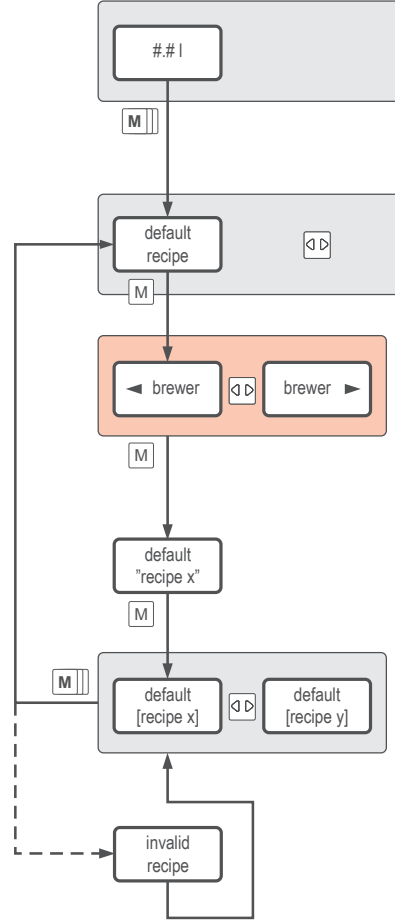 #.# l
M
default
recipe
M
◄ brewer
brewer ►
M
default
”recipe x”
M
M
default
[recipe x]
default
[recipe y]
invalid
recipe